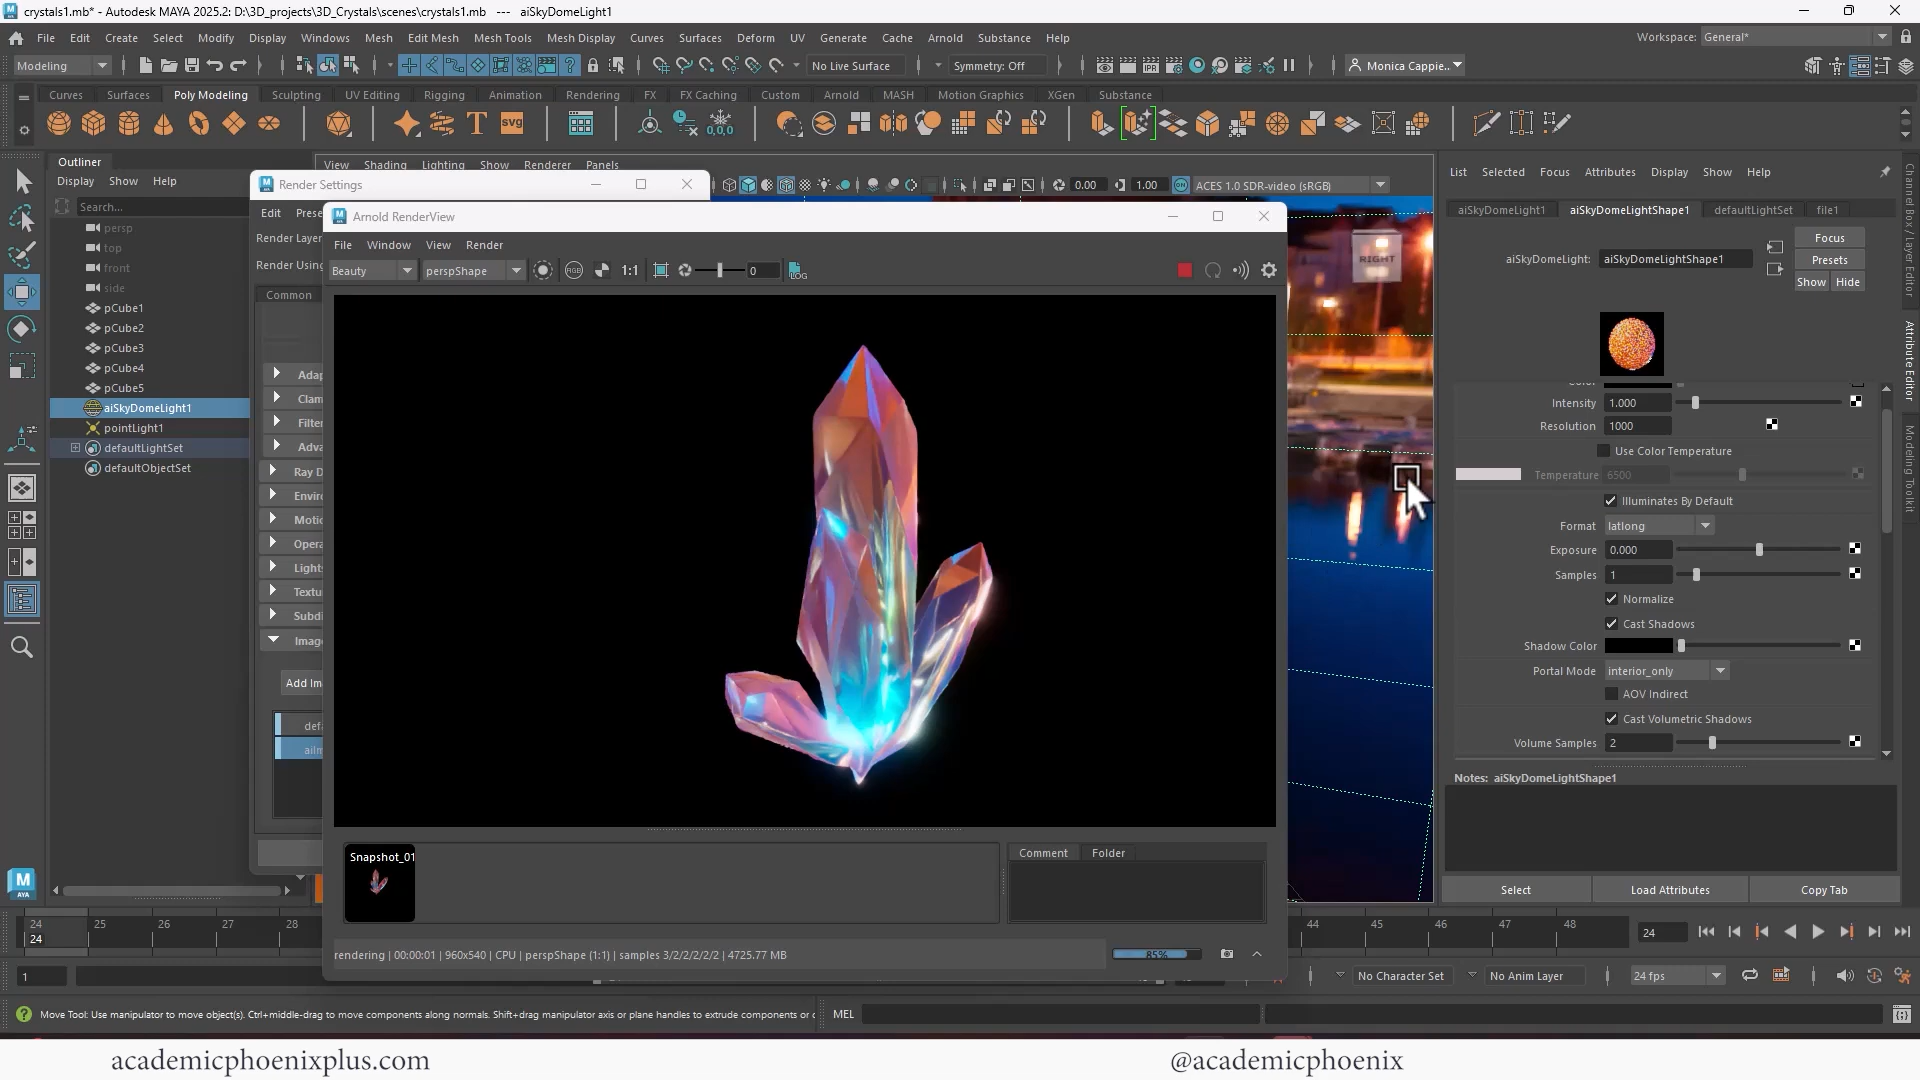 crystals1.mb* - Autodesk MAYA 2025.2: D:\3D_projects\3D_Crystals\scenes\crystals1.mb --- aiSkyDomeLight1
File Edit Create Select Modify Display Windows Mesh Edit Mesh Mesh Tools Mesh Display Curves Surfaces Deform UV Generate Cache Arnold Substance Help
Workspace: General*
Modeling
No Live Surface
Symmetry: Off
Monica Cappie..
Curves Surfaces Poly Modeling Sculpting UV Editing Rigging Animation Rendering FX FX Caching Custom Arnold MASH Motion Graphics XGen Substance
Outliner
Display Show Help
Search...
persp
top
front
side
pCube1
pCube2
pCube3
pCube4
pCube5
aiSkyDomeLight1
pointLight1
defaultLightSet
defaultObjectSet
View Shading Lighting Show Renderer Panels
0.00
1.00
ACES 1.0 SDR-video (sRGB)
RIGHT
Render Settings
Edit
Render Using
Common
Arnold RenderView
File Window View Render
Beauty
perspShape
1:1
0
LOG
Snapshot_01
Comment Folder
rendering | 00:00:01 | 960x540 | CPU | perspShape (1:1) | samples 3/2/2/2/2/2 | 4725.77 MB
85%
List Selected Focus Attributes Display Show Help
aiSkyDomeLight1 aiSkyDomeLightShape1 defaultLightSet file1
aiSkyDomeLight: aiSkyDomeLightShape1
Focus
Presets
Show Hide
Intensity 1.000
Resolution 1000
Use Color Temperature
Temperature 6500
Illuminates By Default
Format latlong
Exposure 0.000
Samples 1
Normalize
Cast Shadows
Shadow Color
Portal Mode interior_only
AOV Indirect
Cast Volumetric Shadows
Volume Samples 2
Notes: aiSkyDomeLightShape1
Select Load Attributes Copy Tab
Channel Box / Layer Editor
Attribute Editor
Modeling Toolkit
24 25 26 27 28 44 45 46 47 48
24
24
1
No Character Set
No Anim Layer
24 fps
Move Tool: Use manipulator to move object(s). Ctrl+middle-drag to move components along normals. Shift+drag manipulator axis or plane handles to extrude components or
MEL
academicphoenixplus.com
@academicphoenix